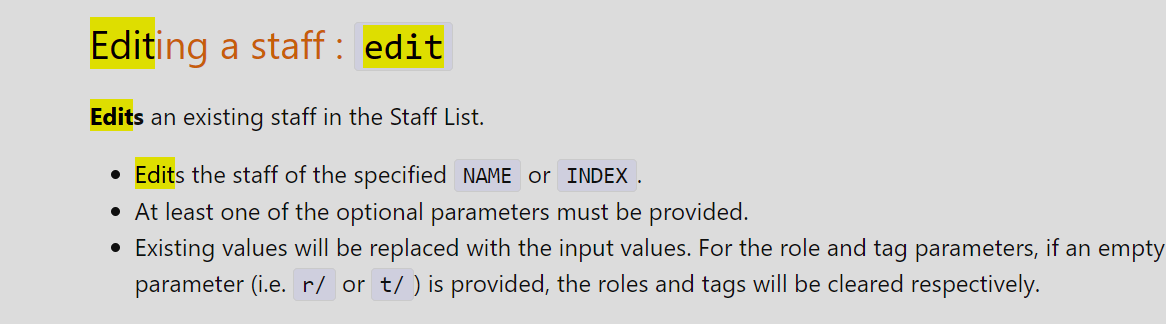 Editing a staff : edit
Edits an existing staff in the Staff List.
• Edits the staff of the specified NAME or INDEX.
• At least one of the optional parameters must be provided.
• Existing values will be replaced with the input values. For the role and tag parameters, if an empty
parameter (i.e. r/ or t/ ) is provided, the roles and tags will be cleared respectively.